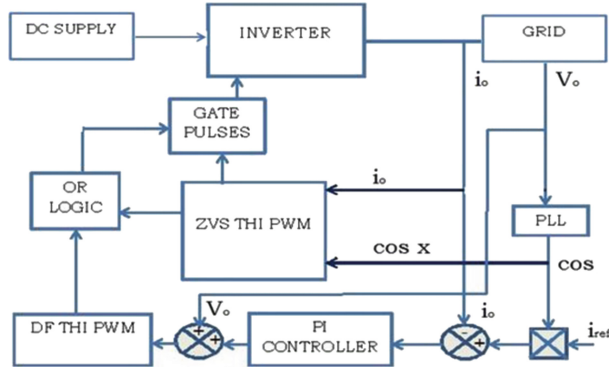 DC SUPPLY
INVERTER
GRID
iₒ
Vₒ
GATE
PULSES
OR
LOGIC
ZVS THI PWM
iₒ
PLL
COS X
COS
Vₒ
iₒ
DF THI PWM
+
+
PI
CONTROLLER
-
+
iref